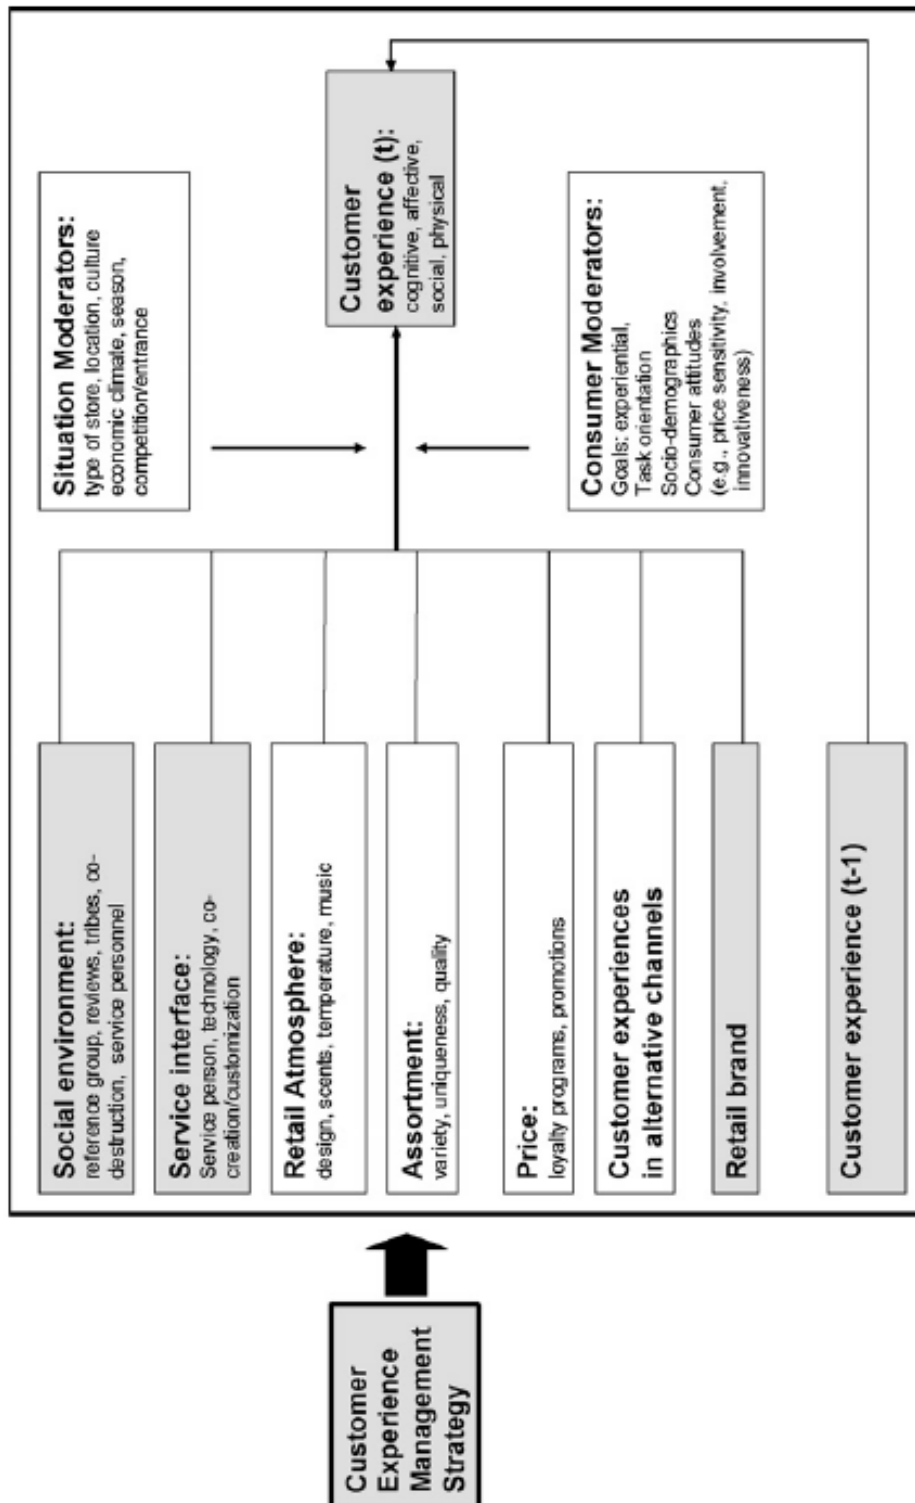 Customer
Experience
Management
Strategy
Social environment:
reference group, reviews, tribes, co-
destruction, service personnel
Service interface:
Service person, technology, co-
creation/customization
Retail Atmosphere:
design, scents, temperature, music
Assortment:
variety, uniqueness, quality
Price:
loyalty programs, promotions
Customer experiences
in alternative channels
Retail brand
Customer experience (t-1)
Situation Moderators:
type of store, location, culture
economic climate, season,
competition/entrance
Consumer Moderators:
Goals: experiential,
Task orientation
Socio-demographics
Consumer attitudes
(e.g., price sensitivity, involvement,
innovativeness)
Customer
experience (t):
cognitive, affective,
social, physical